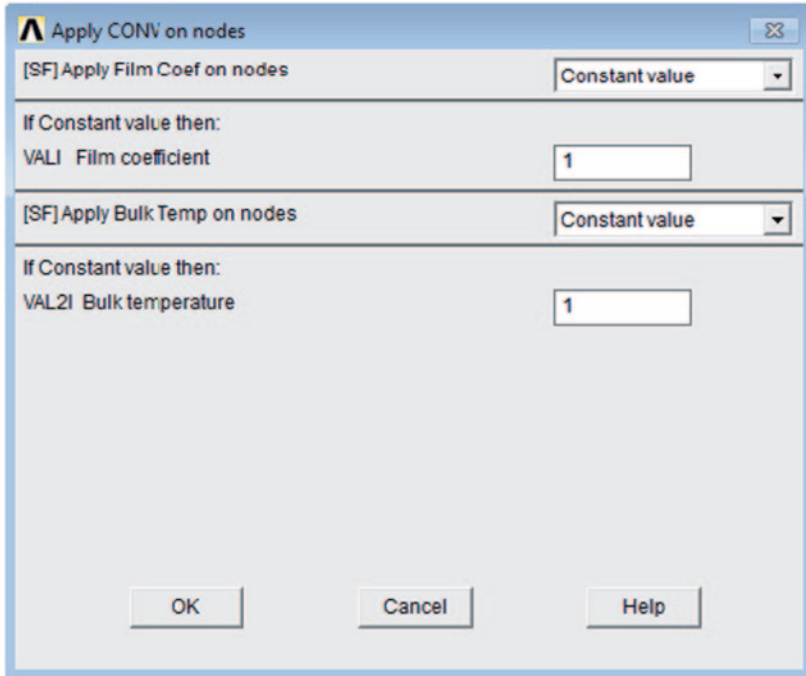 Apply CONV on nodes
[SF] Apply Film Coef on nodes Constant value
If Constant value then:
VALI Film coefficient 1
[SF] Apply Bulk Temp on nodes Constant value
If Constant value then:
VAL2I Bulk temperature 1
OK Cancel Help